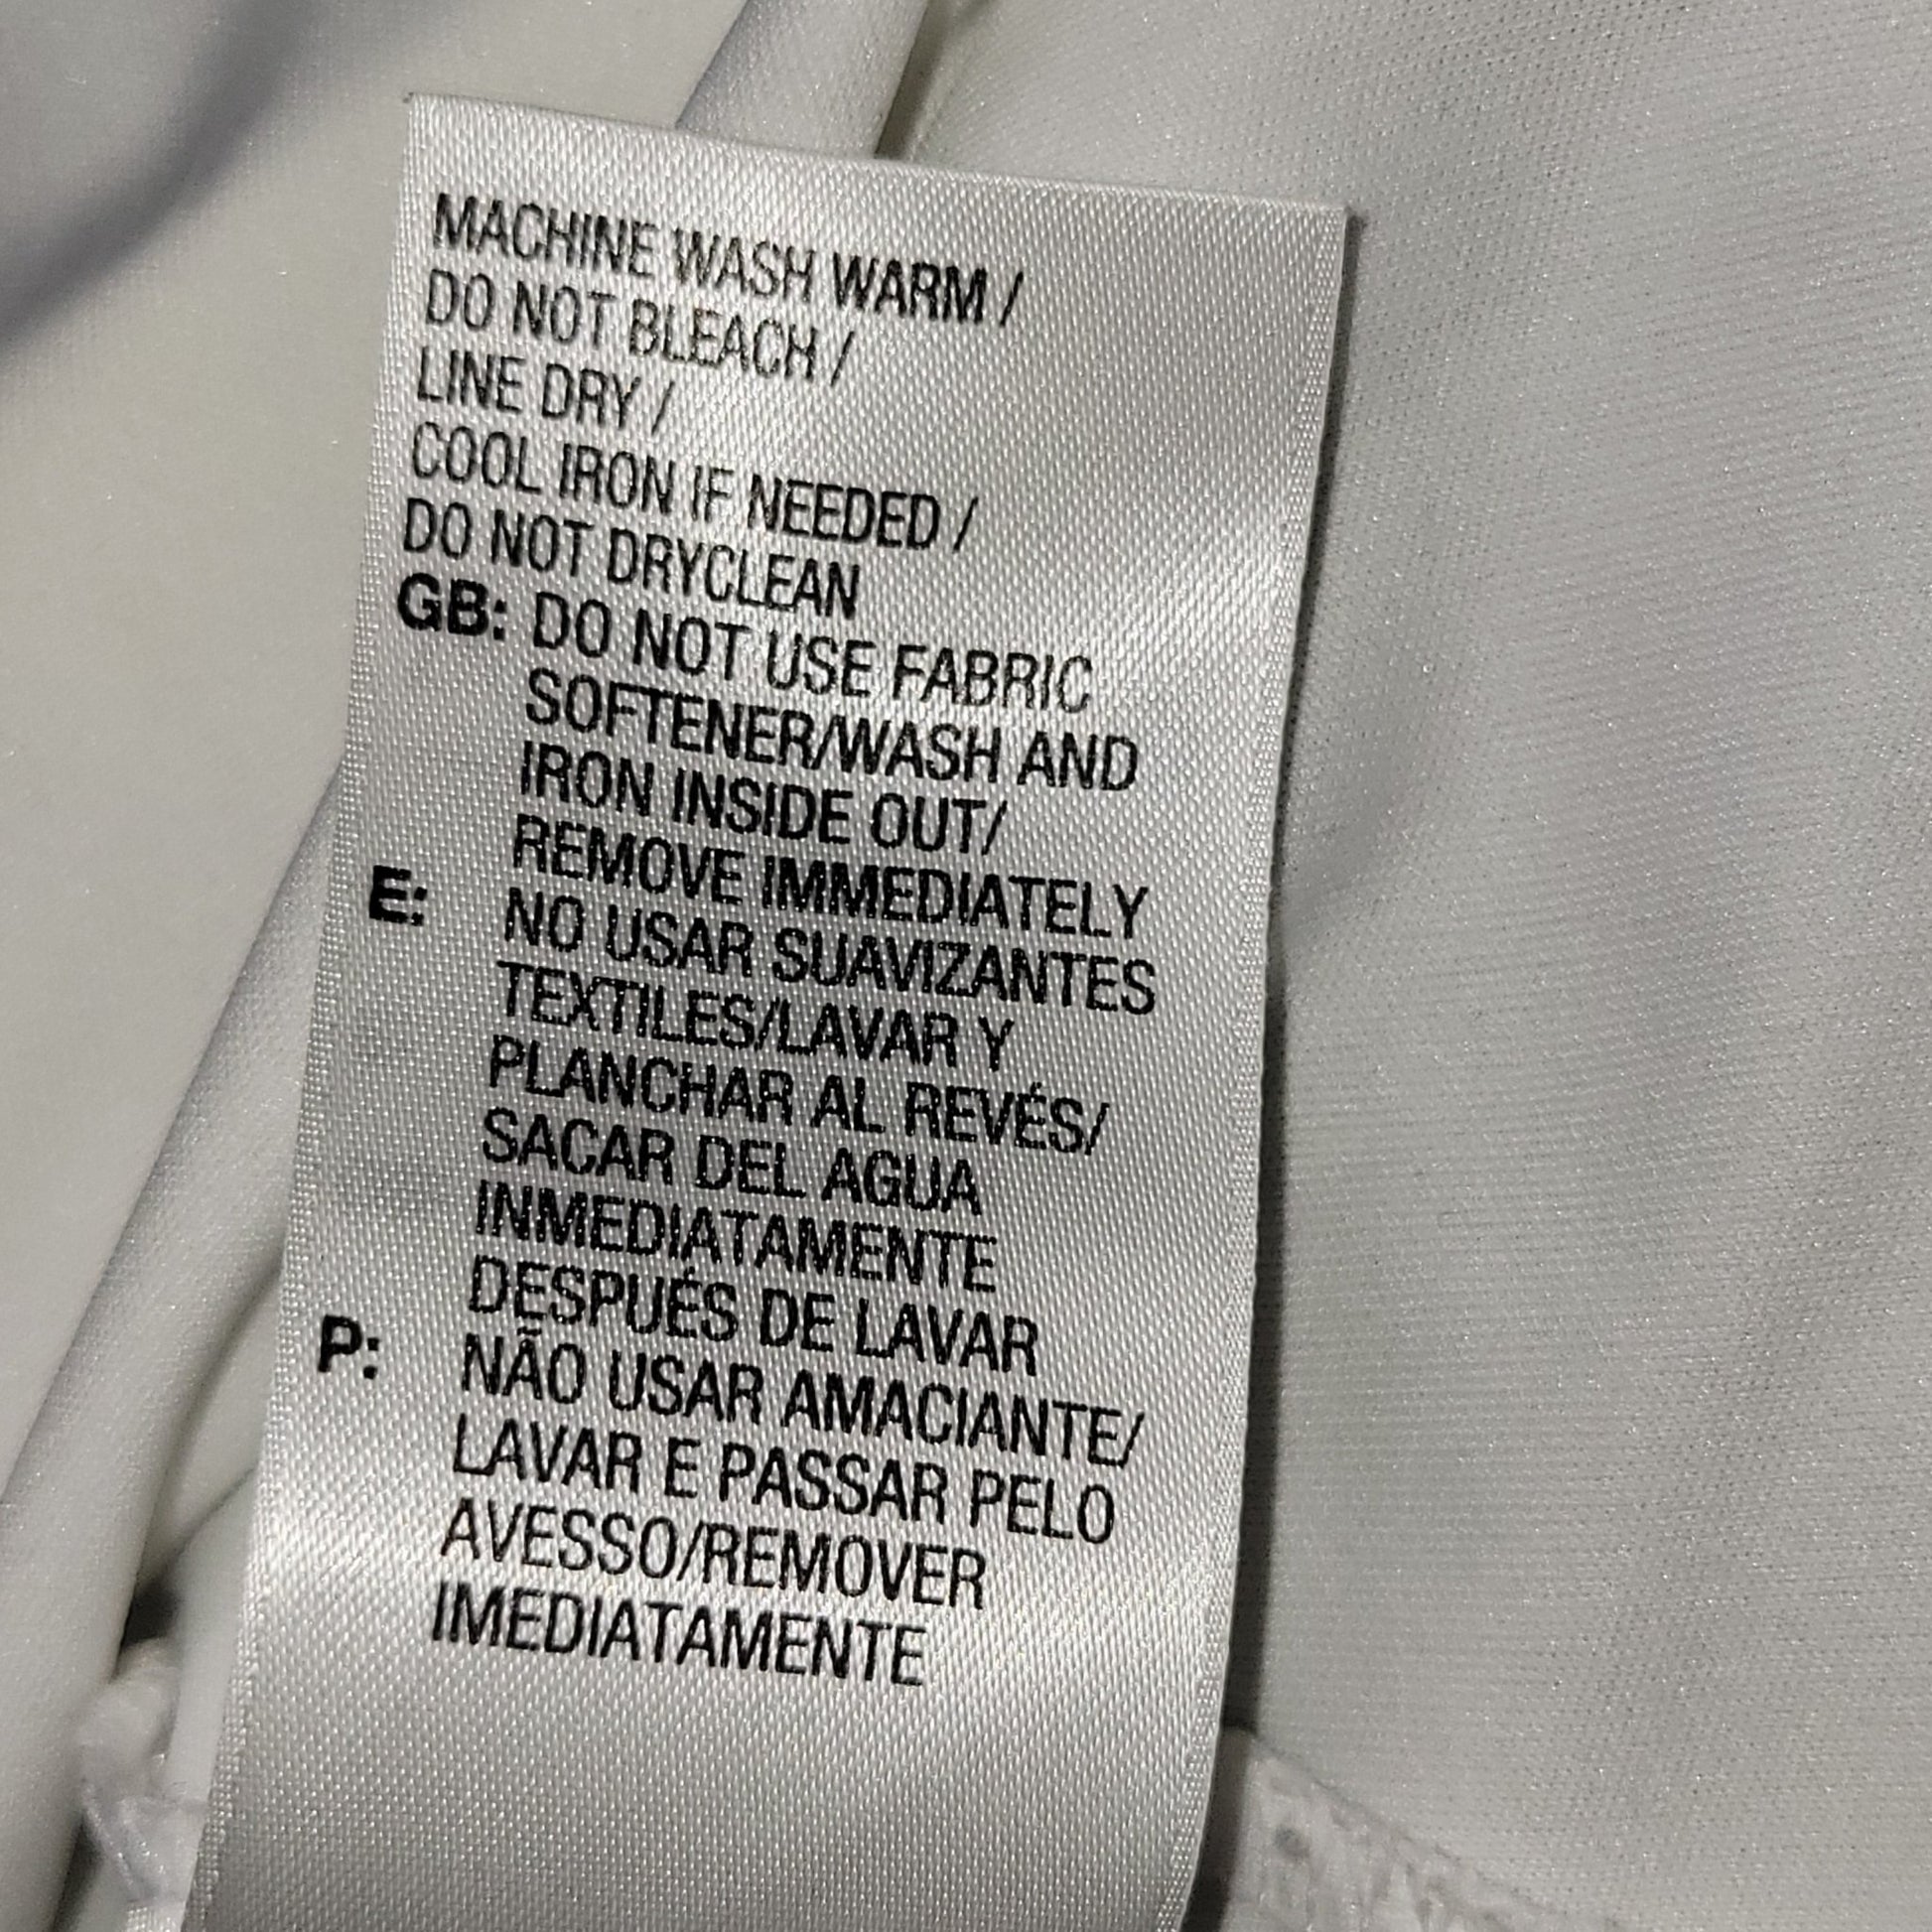 MACHINE WASH WARM /
DO NOT BLEACH /
LINE DRY /
COOL IRON IF NEEDED /
DO NOT DRYCLEAN
GB: DO NOT USE FABRIC
SOFTENER/WASH AND
IRON INSIDE OUT/
REMOVE IMMEDIATELY
E: NO USAR SUAVIZANTES
TEXTILES/LAVAR Y
PLANCHAR AL REVÉS/
SACAR DEL AGUA
INMEDIATAMENTE
DESPUÉS DE LAVAR
P: NÃO USAR AMACIANTE/
LAVAR E PASSAR PELO
AVESSO/REMOVER
IMEDIATAMENTE